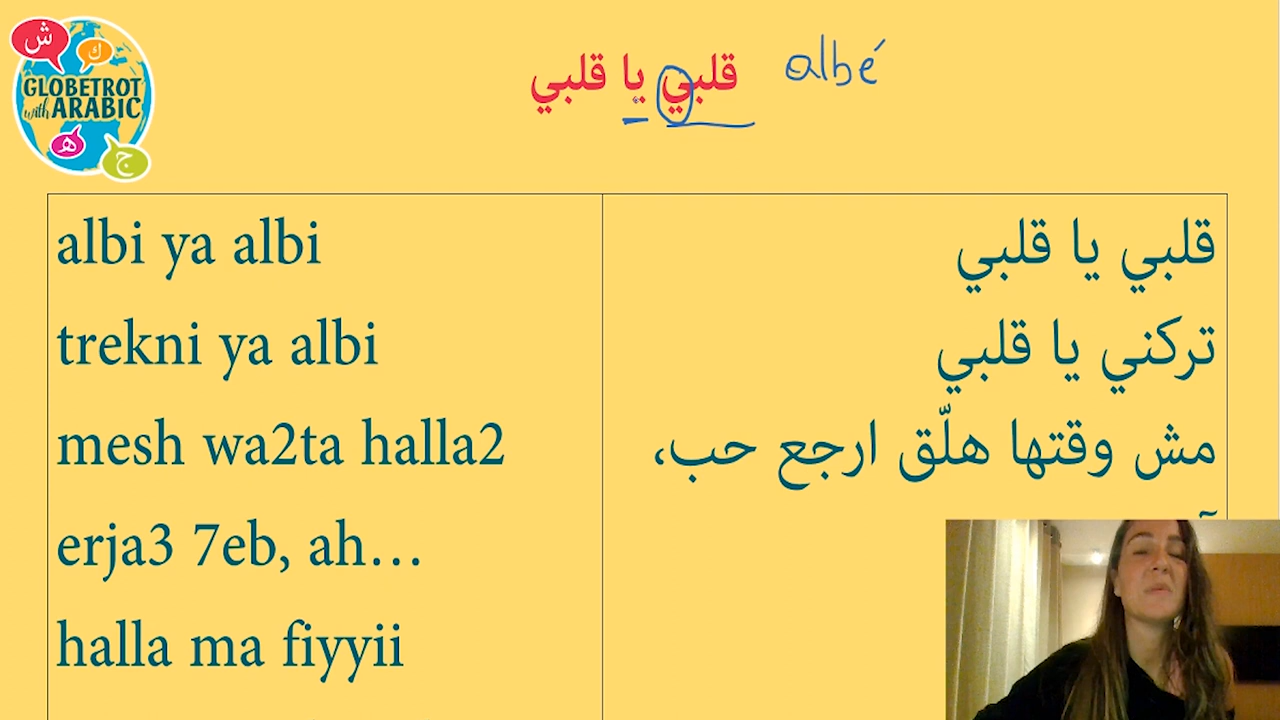 ش
ك
GLOBETROT
with ARABIC
ه
ج
قلبي يا قلبي
albé
albi ya albi
trekni ya albi
mesh wa2ta halla2
erja3 7eb, ah…
halla ma fiyyii
قلبي يا قلبي
تركني يا قلبي
مش وقتها هلّق ارجع حب،